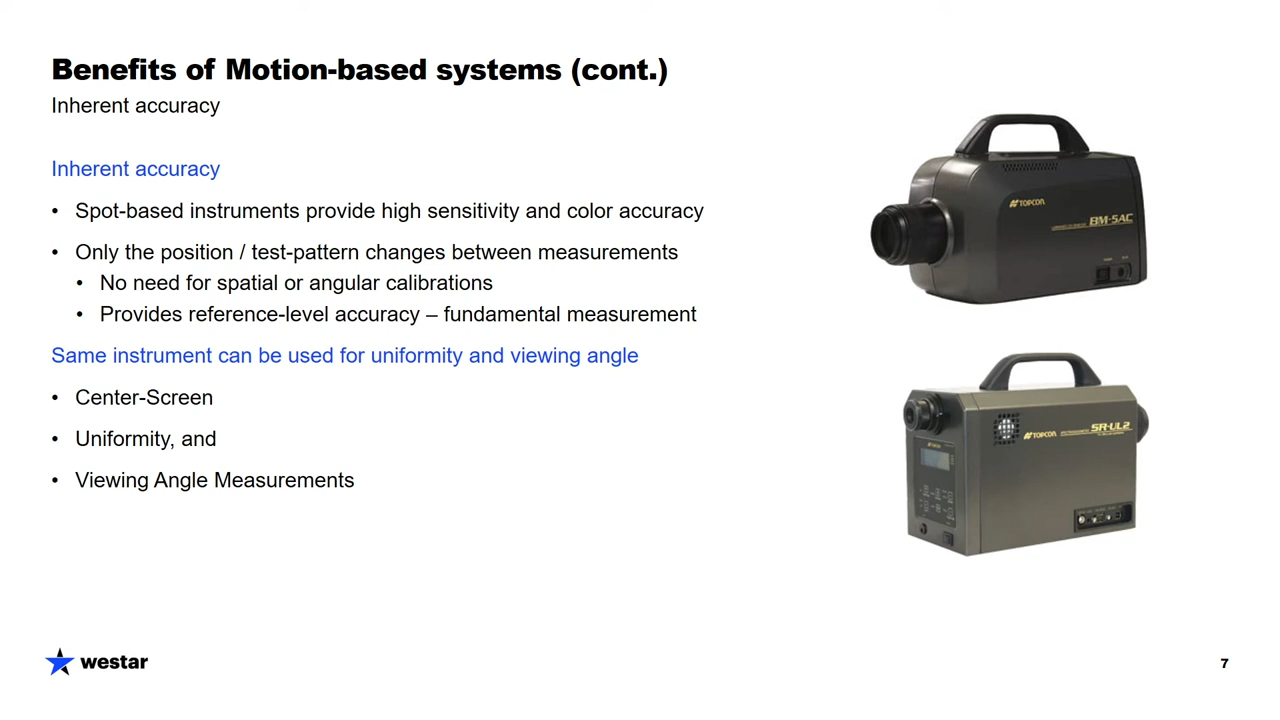 Benefits of Motion-based systems (cont.)
Inherent accuracy
Inherent accuracy
• Spot-based instruments provide high sensitivity and color accuracy
• Only the position / test-pattern changes between measurements
• No need for spatial or angular calibrations
• Provides reference-level accuracy – fundamental measurement
Same instrument can be used for uniformity and viewing angle
• Center-Screen
• Uniformity, and
• Viewing Angle Measurements
TOPCON
BM-5AC
TOPCON
SR-UL2
westar
7